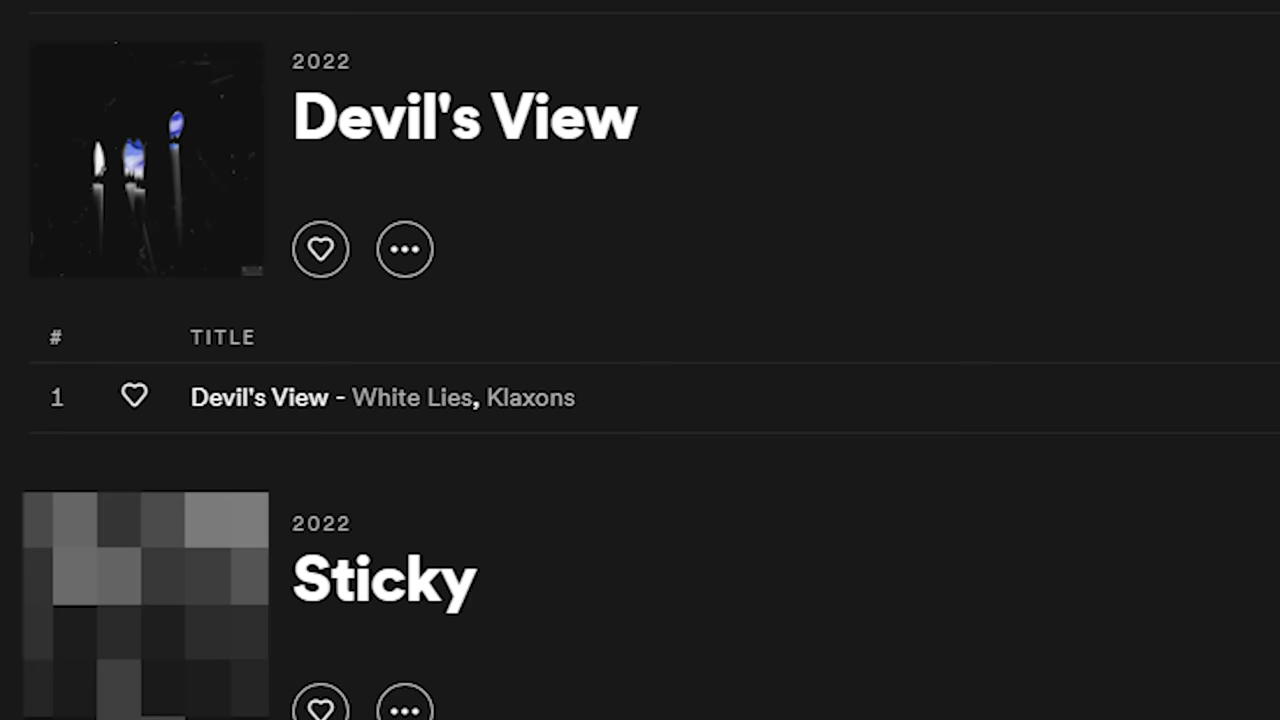 2022
Devil's View
# TITLE
1 Devil's View - White Lies, Klaxons
2022
Sticky